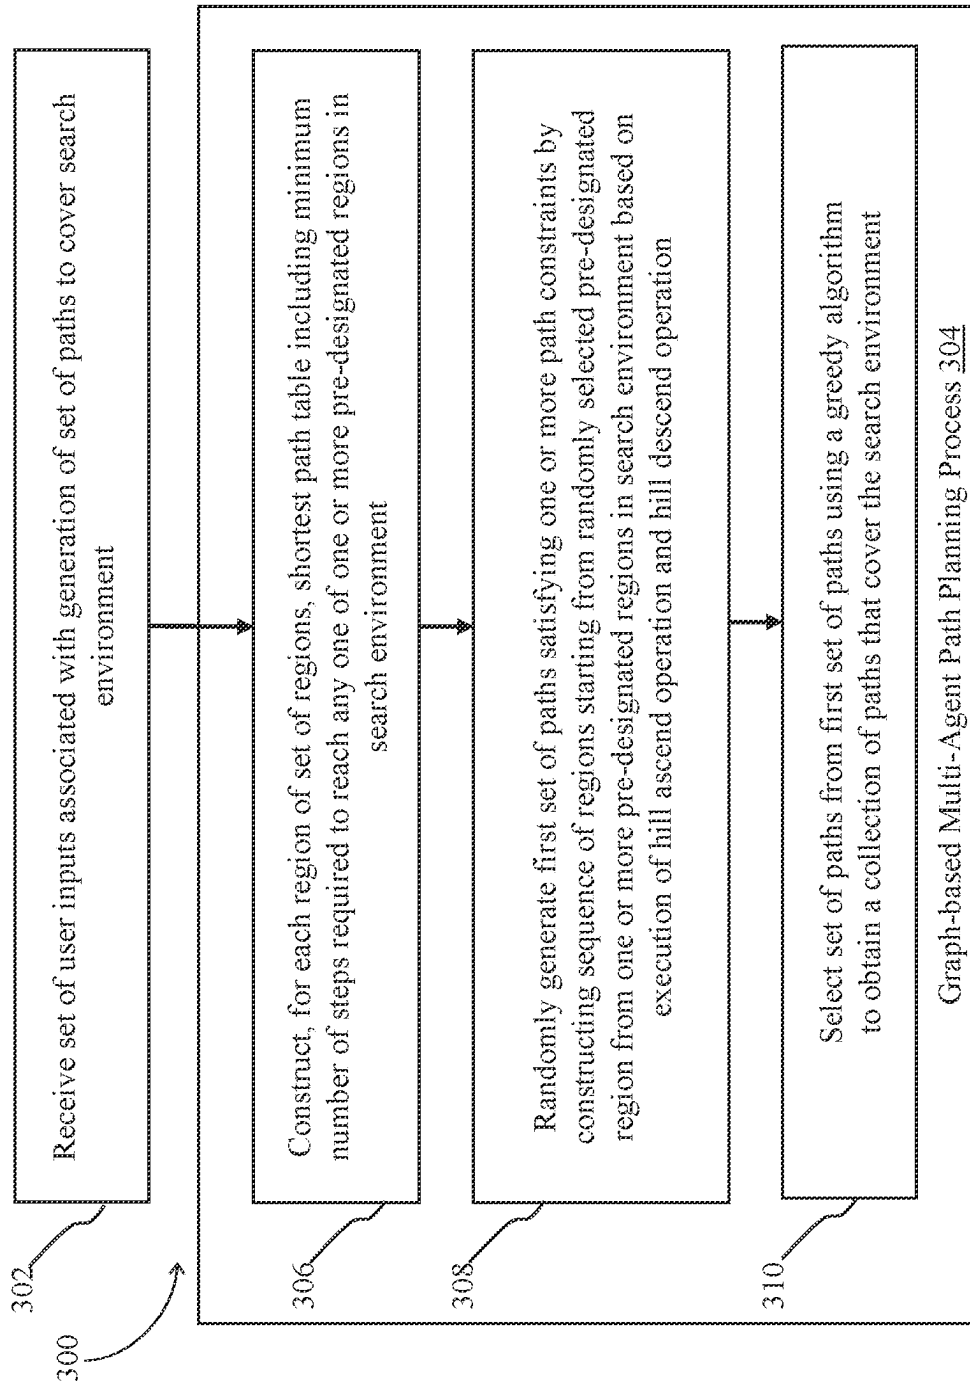 300
302
Receive set of user inputs associated with generation of set of paths to cover search
environment
306
Construct, for each region of set of regions, shortest path table including minimum
number of steps required to reach any one of one or more pre-designated regions in
search environment
308
Randomly generate first set of paths satisfying one or more path constraints by
constructing sequence of regions starting from randomly selected pre-designated
region from one or more pre-designated regions in search environment based on
execution of hill ascend operation and hill descend operation
310
Select set of paths from first set of paths using a greedy algorithm
to obtain a collection of paths that cover the search environment
Graph-based Multi-Agent Path Planning Process 304